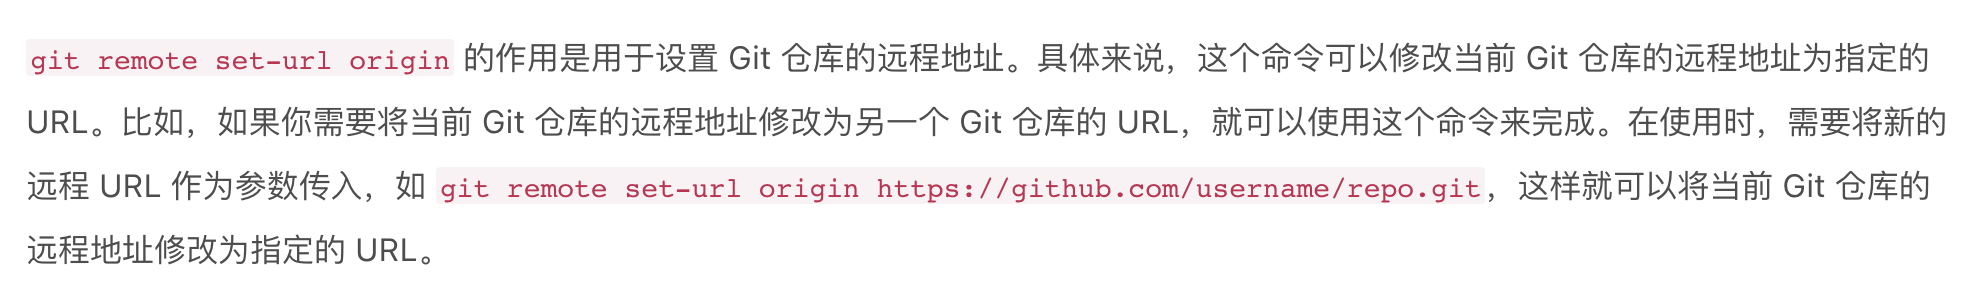 git remote set-url origin 的作用是用于设置 Git 仓库的远程地址。具体来说，这个命令可以修改当前 Git 仓库的远程地址为指定的
URL。比如，如果你需要将当前 Git 仓库的远程地址修改为另一个 Git 仓库的 URL，就可以使用这个命令来完成。在使用时，需要将新的
远程 URL 作为参数传入，如 git remote set-url origin https://github.com/username/repo.git，这样就可以将当前 Git 仓库的
远程地址修改为指定的 URL。